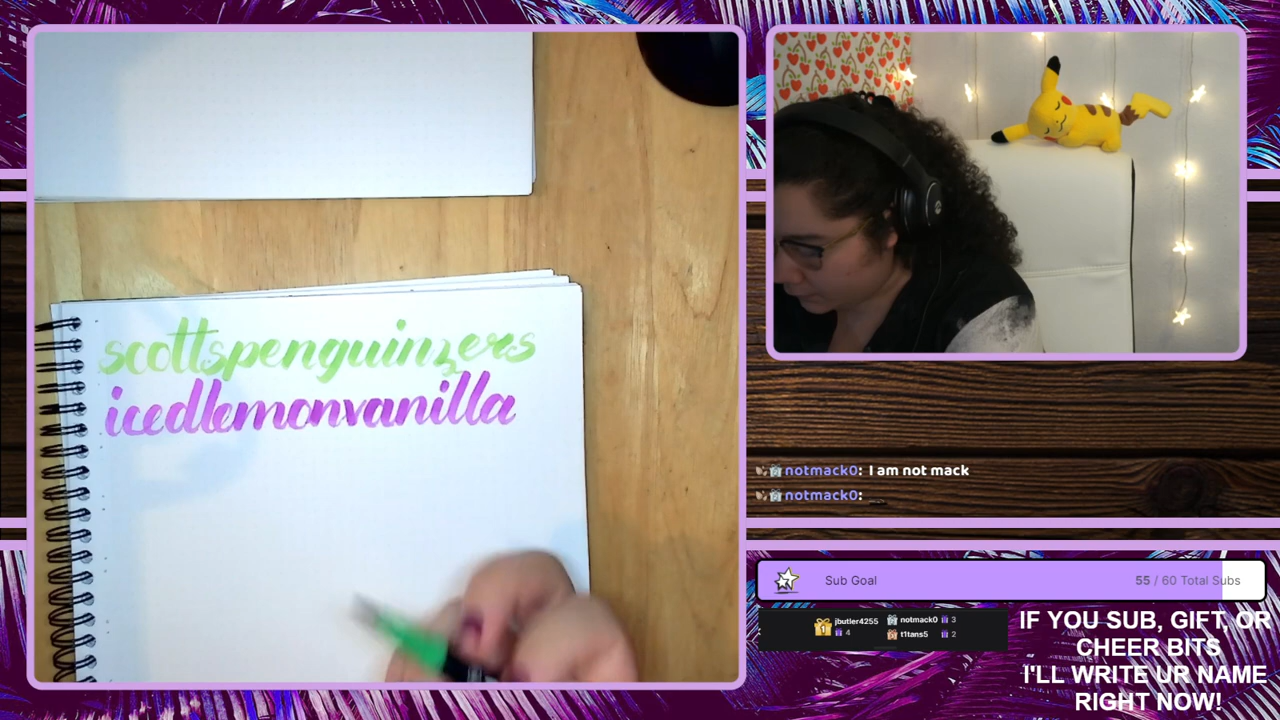 scottspenguinzers
icedlemonvanilla
notmack0: I am not mack
notmack0: _
Sub Goal
55 / 60 Total Subs
1
jbutler4255
4
notmack0 3
t1tans5 2
IF YOU SUB, GIFT, OR
CHEER BITS
I'LL WRITE UR NAME
RIGHT NOW!